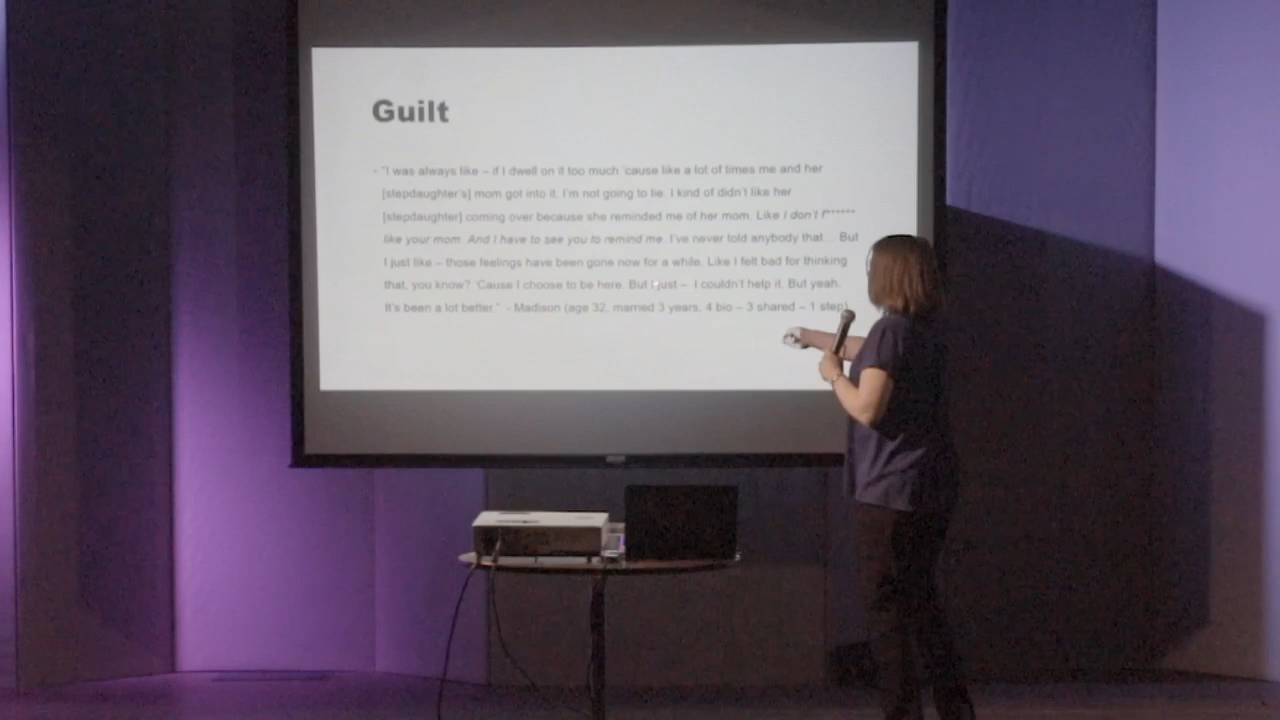 Guilt
- "I was always like – if I dwell on it too much 'cause like a lot of times me and her
[stepdaughter's] mom got into it. I'm not going to lie. I kind of didn't like her
[stepdaughter] coming over because she reminded me of her mom. Like I don't f*****
like your mom. And I have to see you to remind me. I've never told anybody that... But
I just like – those feelings have been gone now for a while. Like I felt bad for thinking
that, you know? 'Cause I choose to be here. But I just – I couldn't help it. But yeah.
It's been a lot better." - Madison (age 32, married 3 years, 4 bio – 3 shared – 1 step)